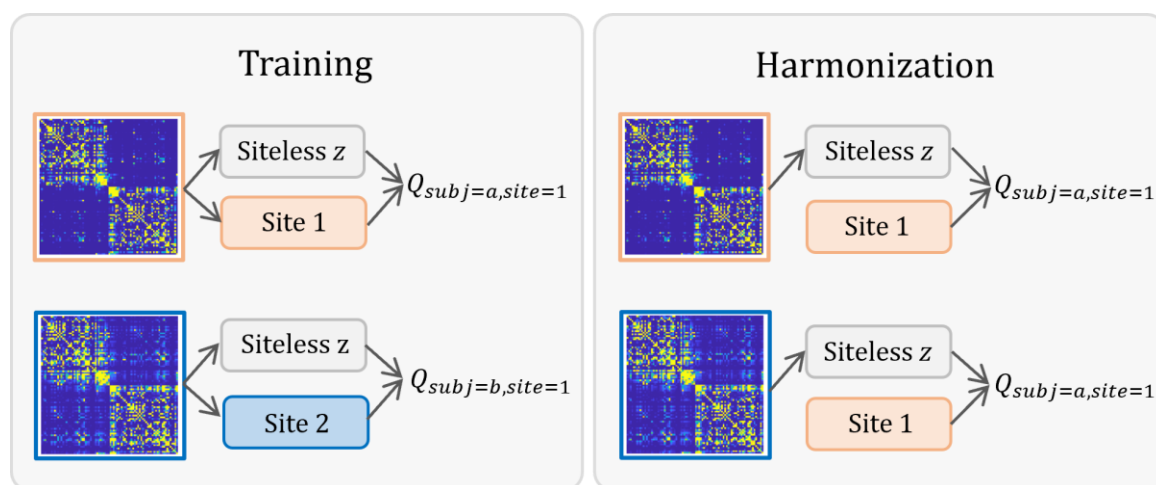 Training
Siteless z
Site 1
Q_{subj=a,site=1}
Siteless z
Site 2
Q_{subj=b,site=1}
Harmonization
Siteless z
Site 1
Q_{subj=a,site=1}
Siteless z
Site 1
Q_{subj=a,site=1}